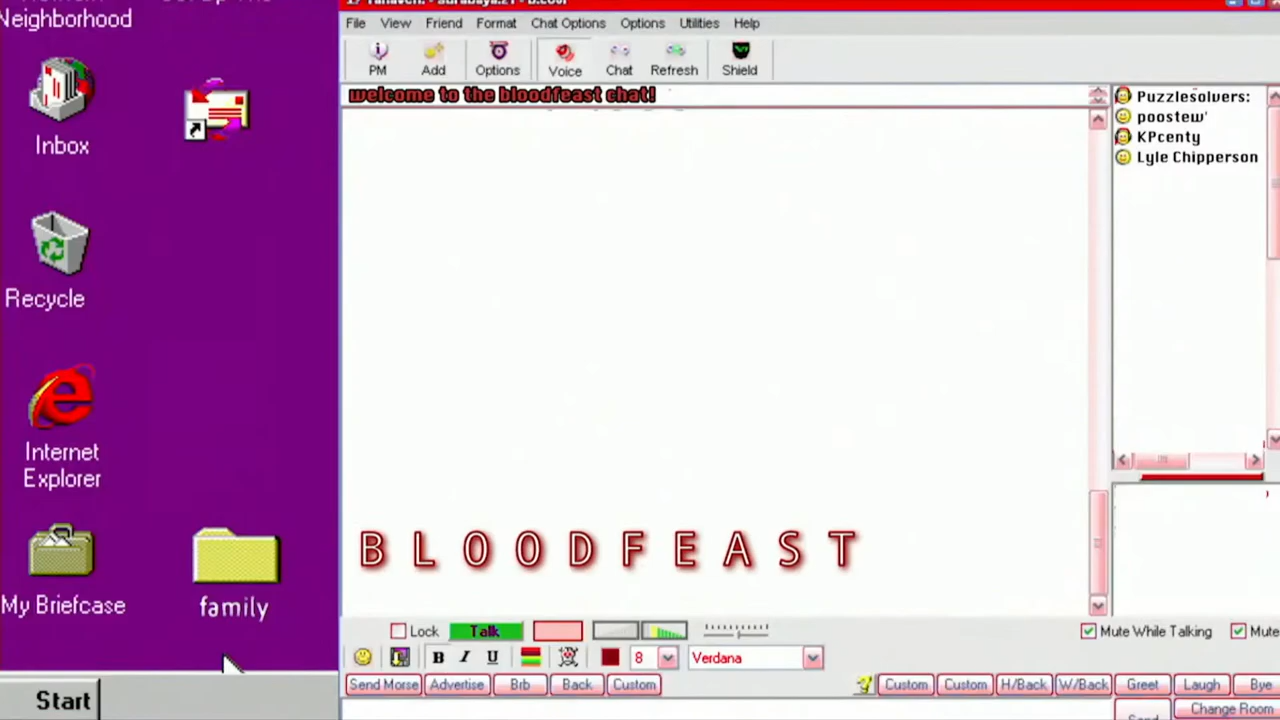 Neighborhood
Inbox
Recycle
Internet
Explorer
My Briefcase
family
Start
File View Friend Format Chat Options Options Utilities Help
PM Add Options Voice Chat Refresh Shield
welcome to the bloodfeast chat!
Puzzlesolvers:
poostew'
KPcenty
Lyle Chipperson
BLOODFEAST
Lock Talk Mute While Talking Mute
B I U 8 Verdana
Send Morse Advertise Brb Back Custom Custom Custom H/Back W/Back Greet Laugh Bye
Send Change Room